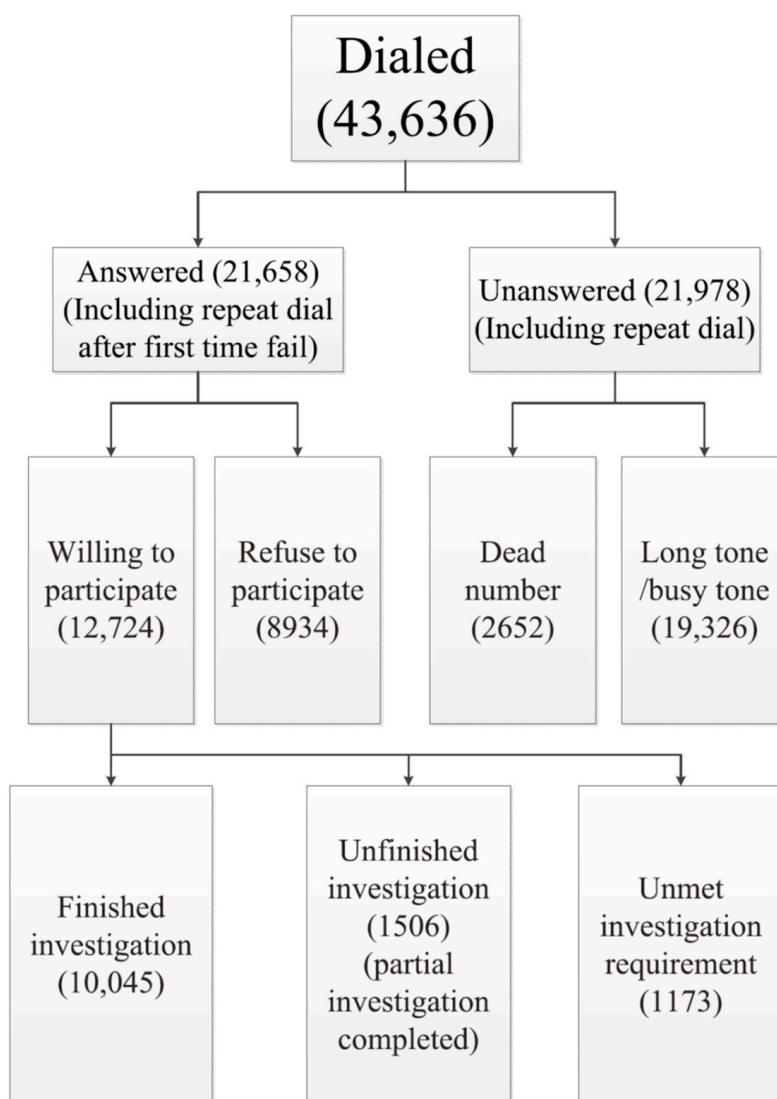 Dialed
(43,636)
Answered (21,658)
(Including repeat dial
after first time fail)
Unanswered (21,978)
(Including repeat dial)
Willing to
participate
(12,724)
Refuse to
participate
(8934)
Dead
number
(2652)
Long tone
/busy tone
(19,326)
Finished
investigation
(10,045)
Unfinished
investigation
(1506)
(partial
investigation
completed)
Unmet
investigation
requirement
(1173)